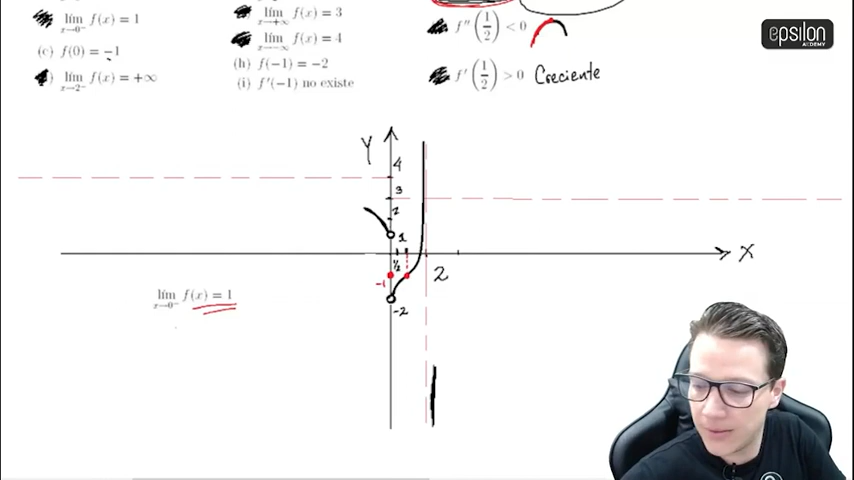 lím x→0⁻ f(x) = 1
(c) f(0) = −1
lím x→2⁻ f(x) = +∞
lím x→+∞ f(x) = 3
lím x→−∞ f(x) = 4
(h) f(−1) = −2
(i) f'(−1) no existe
f''(1/2) < 0
f'(1/2) > 0 Creciente
epsilon
ACADEMY
Y
4
3
2
1
1/2
X
2
-1
-2
lím x→0⁻ f(x) = 1